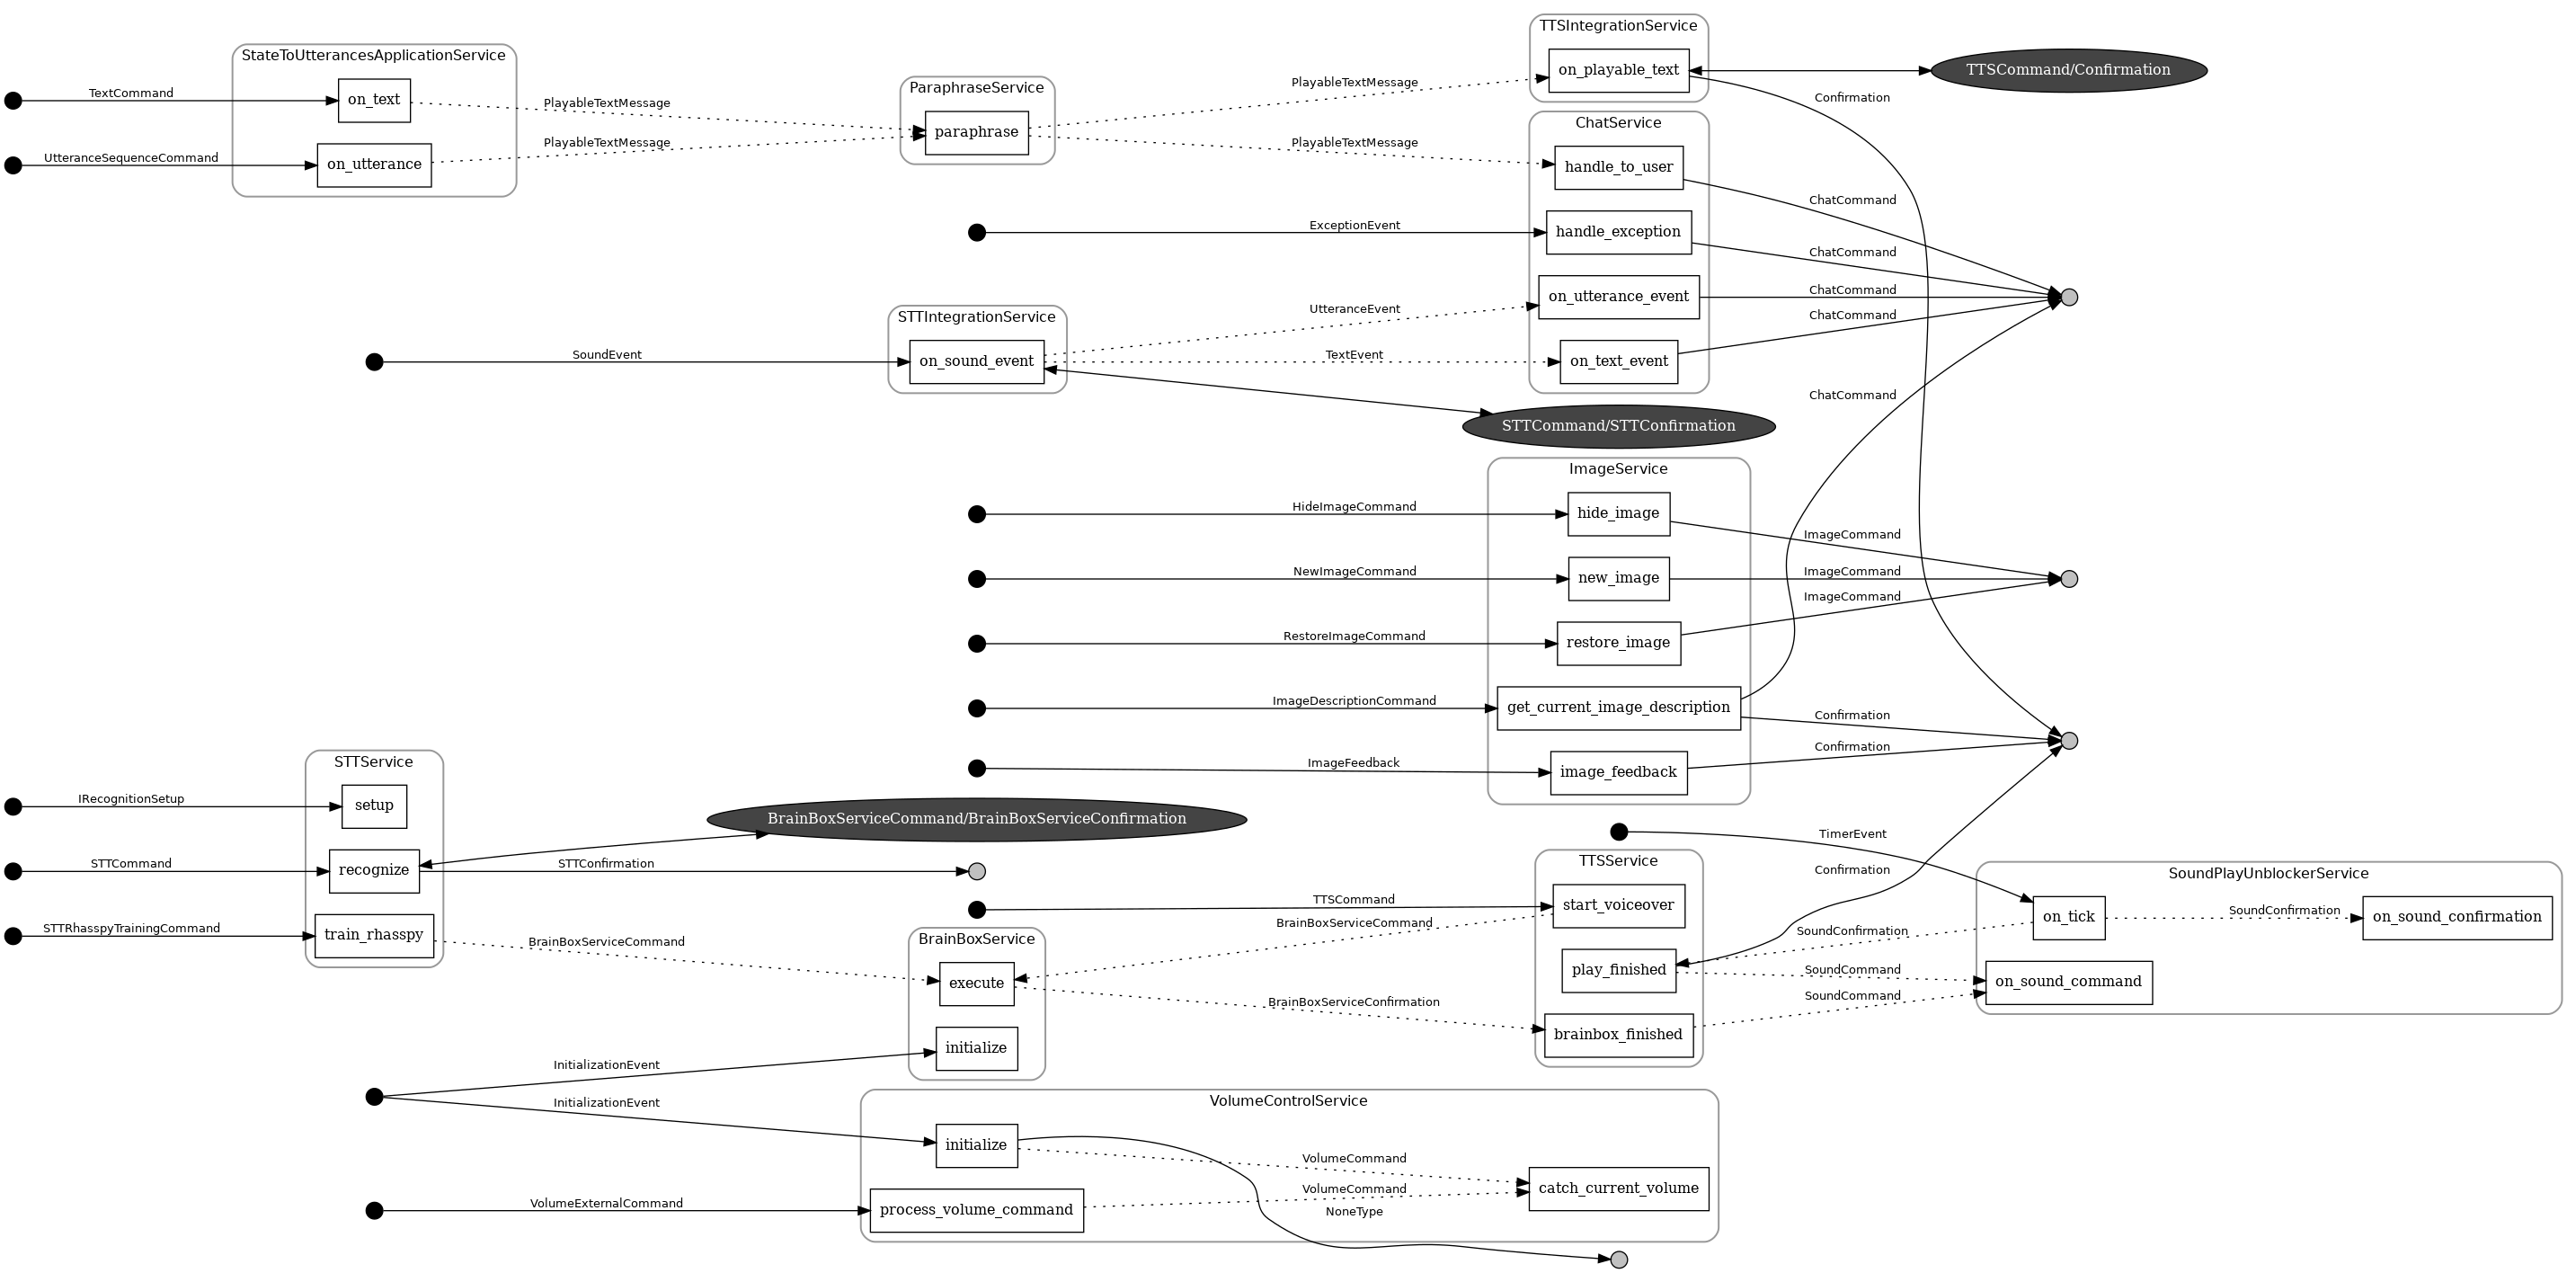 StateToUtterancesApplicationService
TextCommand
on_text
UtteranceSequenceCommand
on_utterance
PlayableTextMessage
PlayableTextMessage
ParaphraseService
paraphrase
PlayableTextMessage
PlayableTextMessage
TTSIntegrationService
on_playable_text
TTSCommand/Confirmation
Confirmation
ChatService
handle_to_user
ChatCommand
ExceptionEvent
handle_exception
ChatCommand
UtteranceEvent
on_utterance_event
ChatCommand
STTIntegrationService
SoundEvent
on_sound_event
TextEvent
on_text_event
ChatCommand
ChatCommand
STTCommand/STTConfirmation
ImageService
HideImageCommand
hide_image
ImageCommand
NewImageCommand
new_image
ImageCommand
RestoreImageCommand
restore_image
ImageCommand
ImageDescriptionCommand
get_current_image_description
Confirmation
ImageFeedback
image_feedback
Confirmation
STTService
IRecognitionSetup
setup
STTCommand
recognize
BrainBoxServiceCommand/BrainBoxServiceConfirmation
STTConfirmation
STTRhasspyTrainingCommand
train_rhasspy
BrainBoxServiceCommand
TimerEvent
TTSService
TTSCommand
start_voiceover
BrainBoxServiceCommand
Confirmation
SoundPlayUnblockerService
on_tick
SoundConfirmation
on_sound_confirmation
SoundConfirmation
BrainBoxService
execute
play_finished
SoundCommand
on_sound_command
BrainBoxServiceConfirmation
brainbox_finished
SoundCommand
initialize
InitializationEvent
InitializationEvent
VolumeControlService
initialize
VolumeCommand
catch_current_volume
VolumeExternalCommand
process_volume_command
VolumeCommand
NoneType